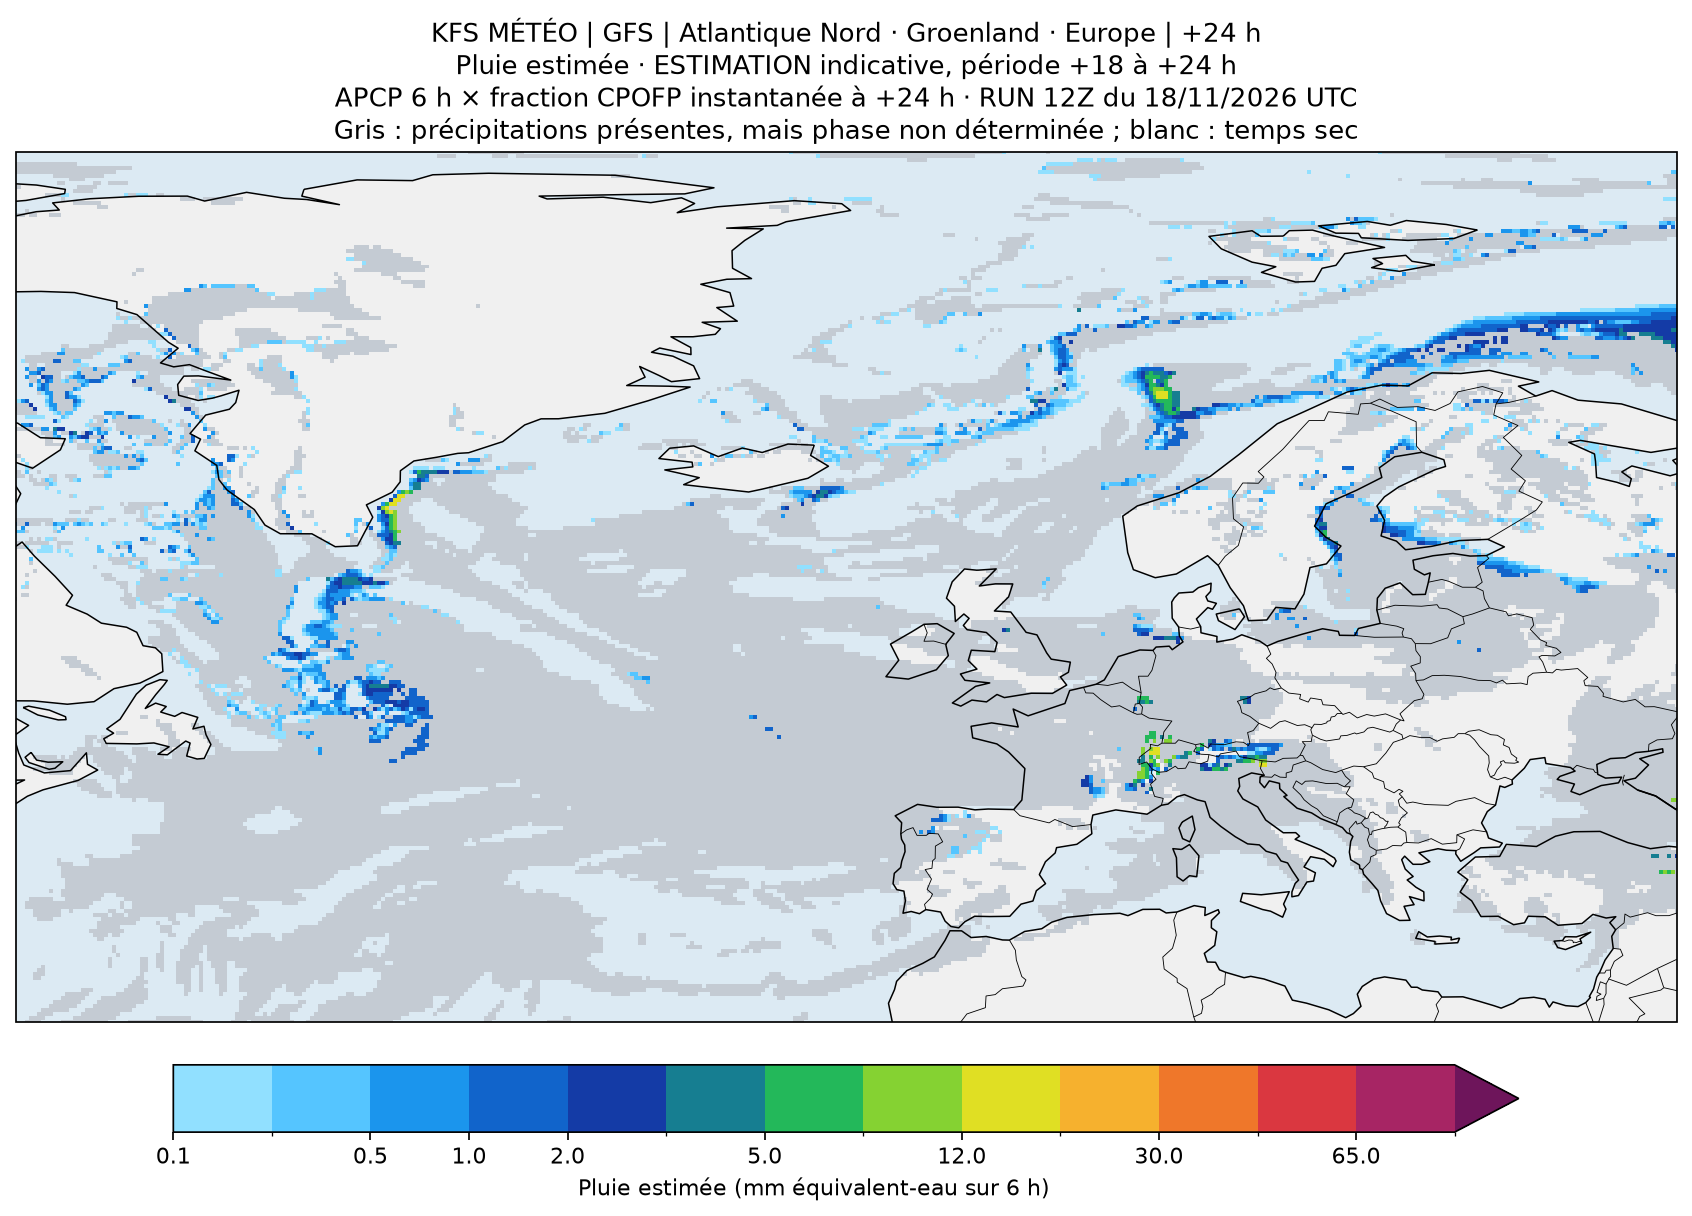 KFS MÉTÉO | GFS | Atlantique Nord · Groenland · Europe | +24 h
Pluie estimée · ESTIMATION indicative, période +18 à +24 h
APCP 6 h × fraction CPOFP instantanée à +24 h · RUN 12Z du 18/11/2026 UTC
Gris : précipitations présentes, mais phase non déterminée ; blanc : temps sec
0.1 0.5 1.0 2.0 5.0 12.0 30.0 65.0
Pluie estimée (mm équivalent-eau sur 6 h)